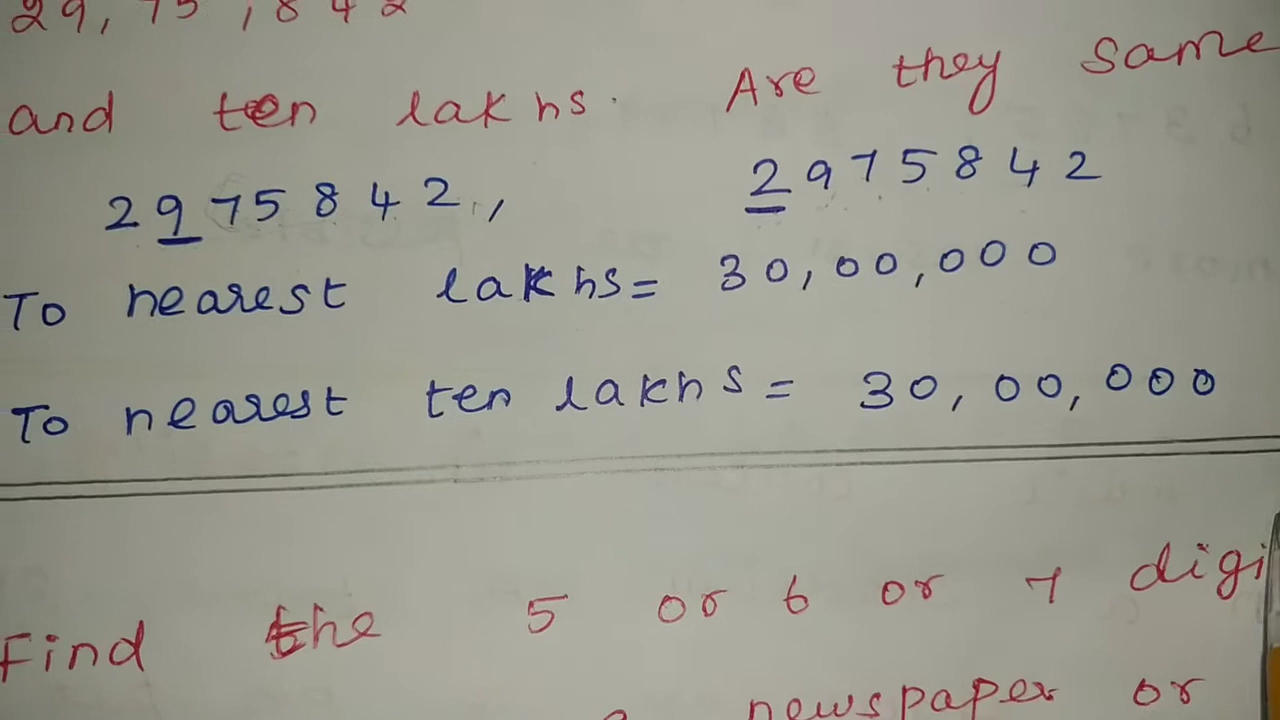 29,75,842
and ten lakhs. Are they same
2975842, 2975842
To nearest lakhs= 30,00,000
To nearest ten lakhs = 30,00,000
Find the 5 or 6 or 7 digi
newspaper or